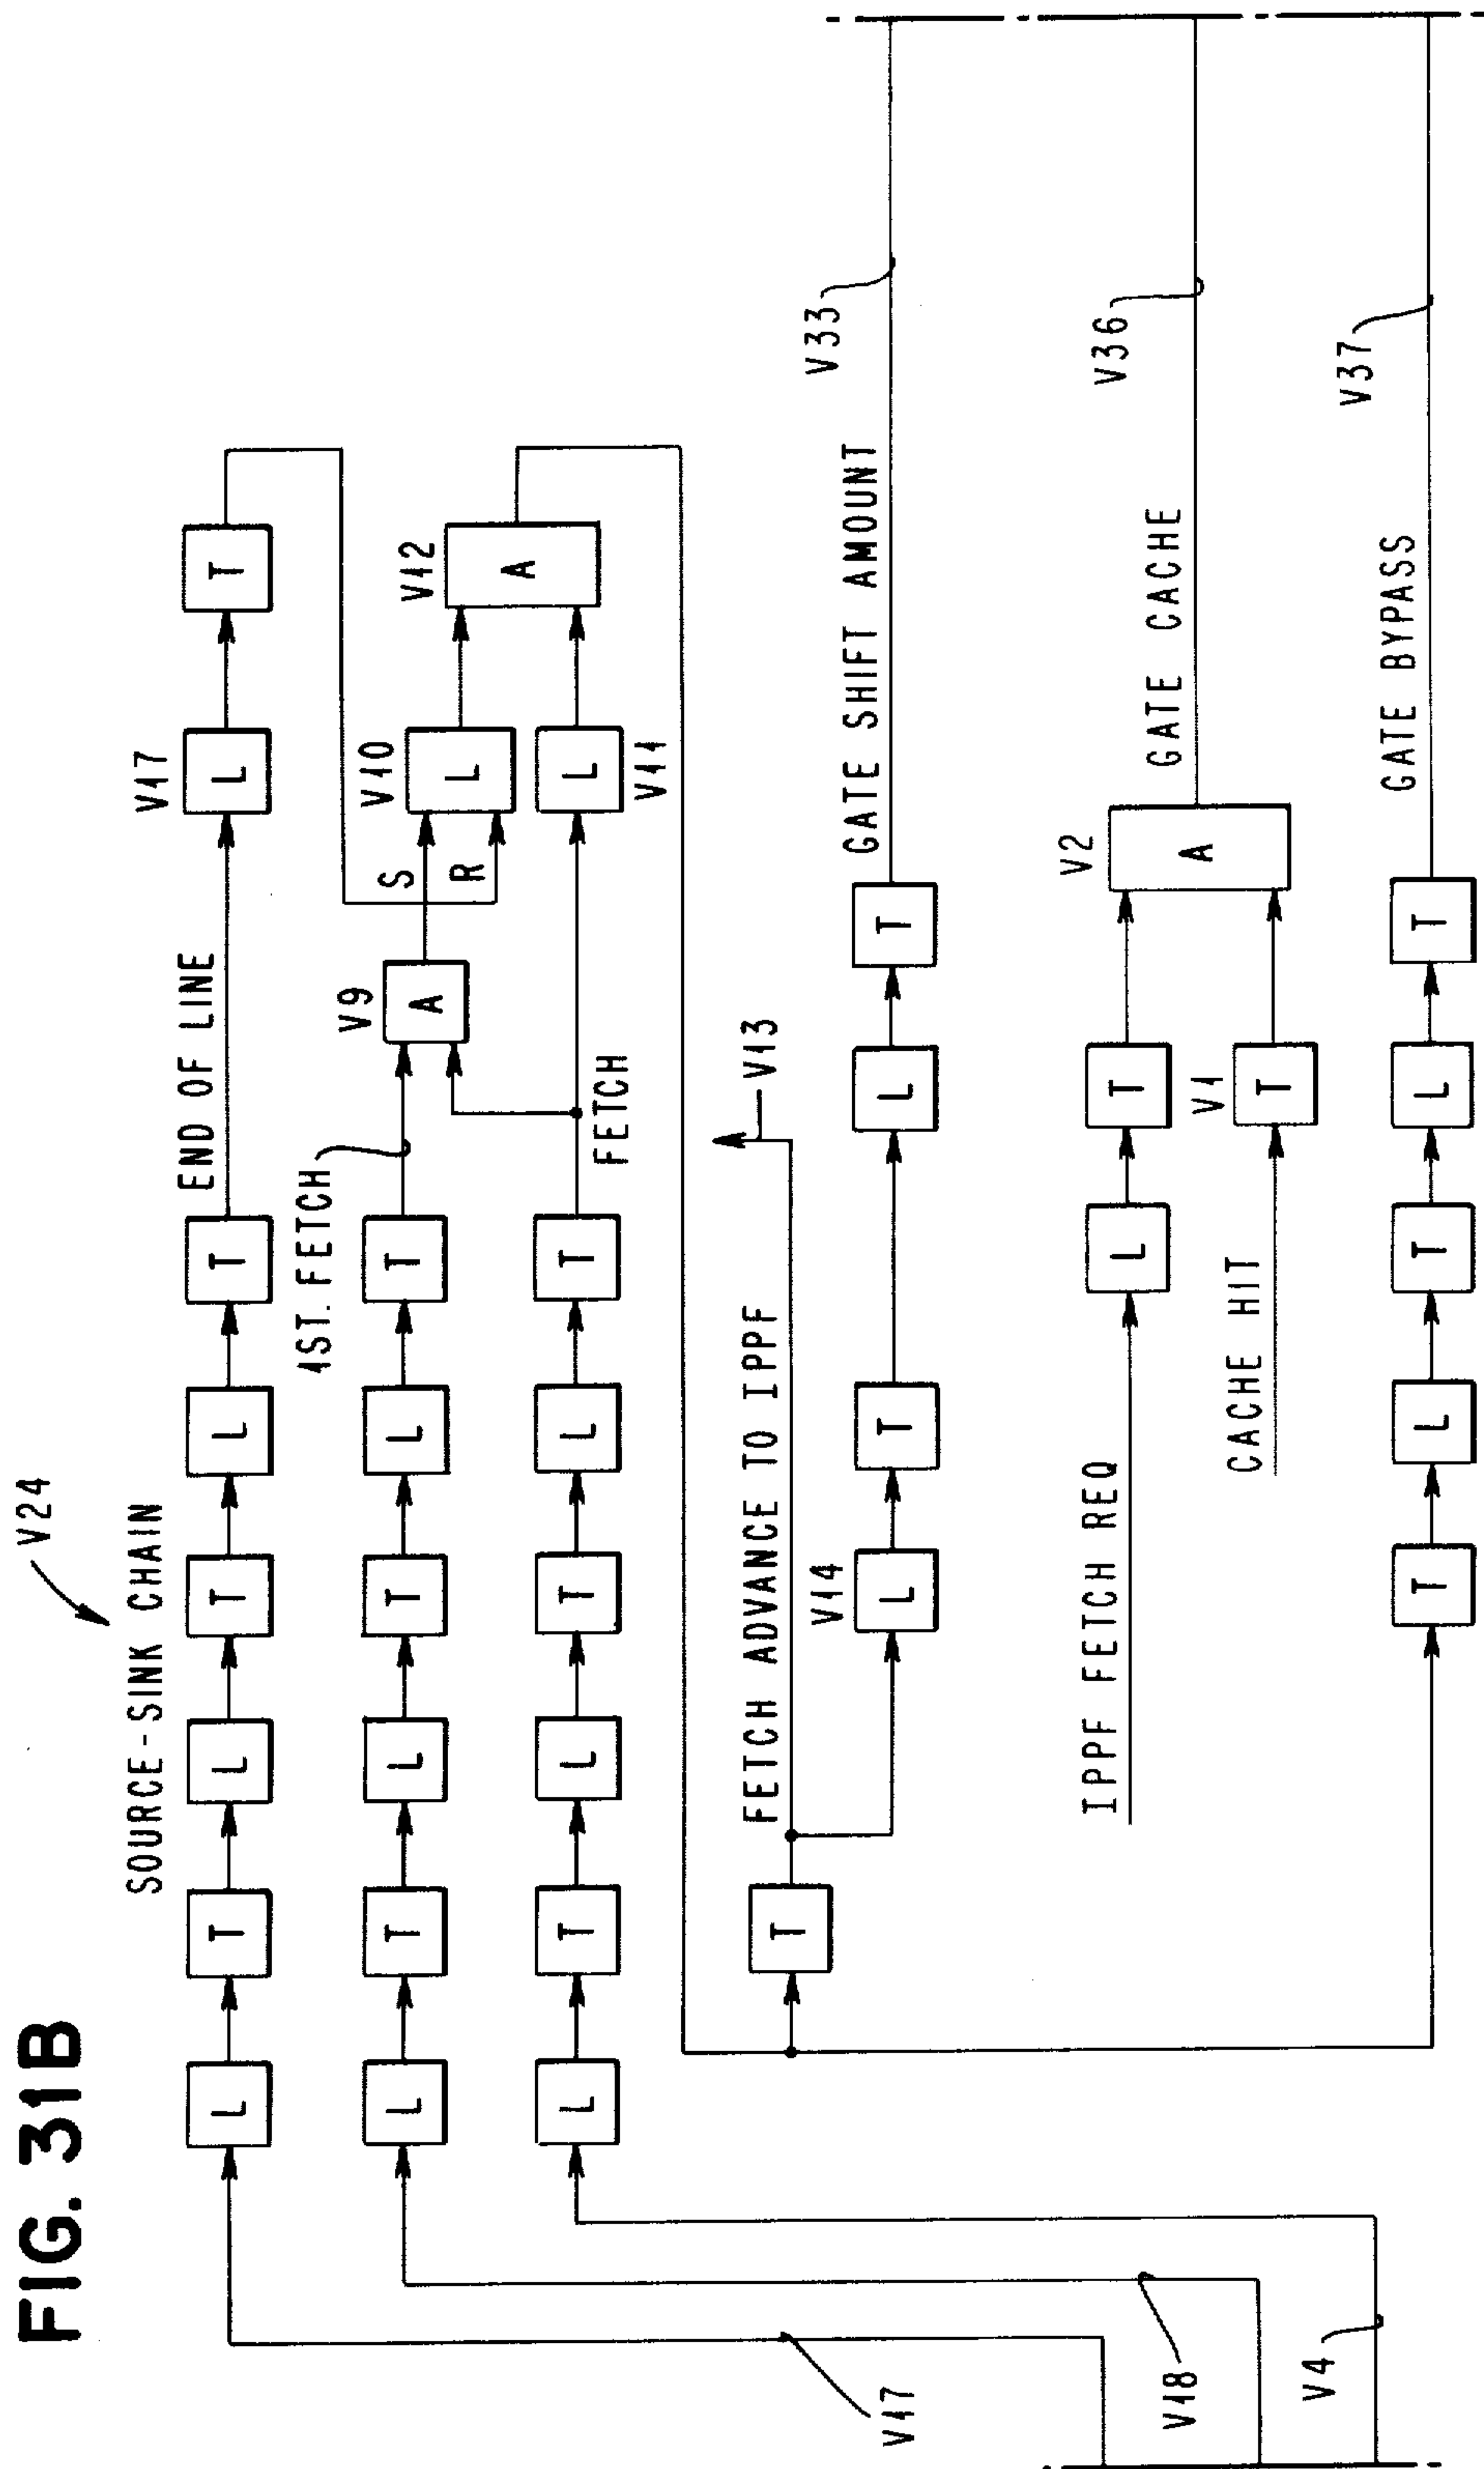 FIG. 31B
V24
SOURCE-SINK CHAIN
L T L T L T
END OF LINE
V17
L T
L T L T L T
1ST. FETCH
V9
A
S
R
V10
L
V12
A
L T L T L T
FETCH
L
V11
V17
V18
V4
T
FETCH ADVANCE TO IPPF
V13
V14
L T L T
GATE SHIFT AMOUNT
V33
IPPF FETCH REQ
L T
V2
A
GATE CACHE
V36
CACHE HIT
V1
T
T L T L T
GATE BYPASS
V37